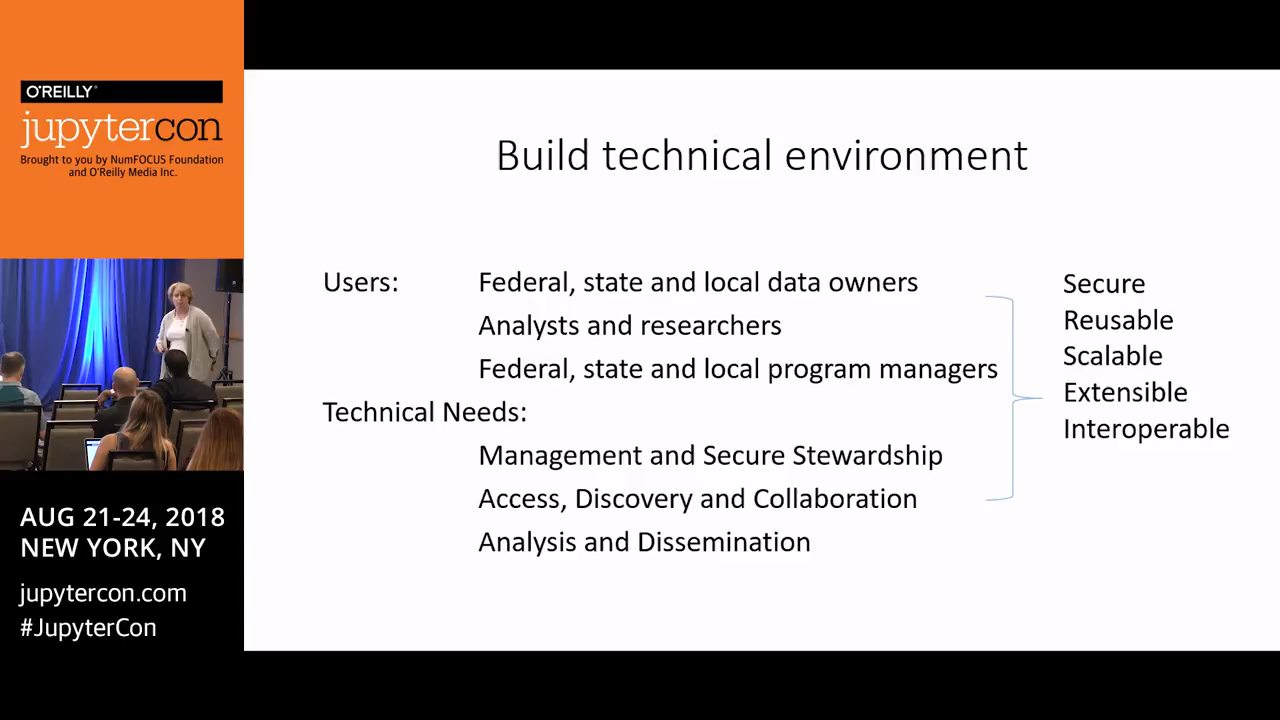 O'REILLY®
jupytercon
Brought to you by NumFOCUS Foundation
and O'Reilly Media Inc.
AUG 21-24, 2018
NEW YORK, NY
jupytercon.com
#JupyterCon
Build technical environment
Users: Federal, state and local data owners
Analysts and researchers
Federal, state and local program managers
Technical Needs:
Management and Secure Stewardship
Access, Discovery and Collaboration
Analysis and Dissemination
Secure
Reusable
Scalable
Extensible
Interoperable